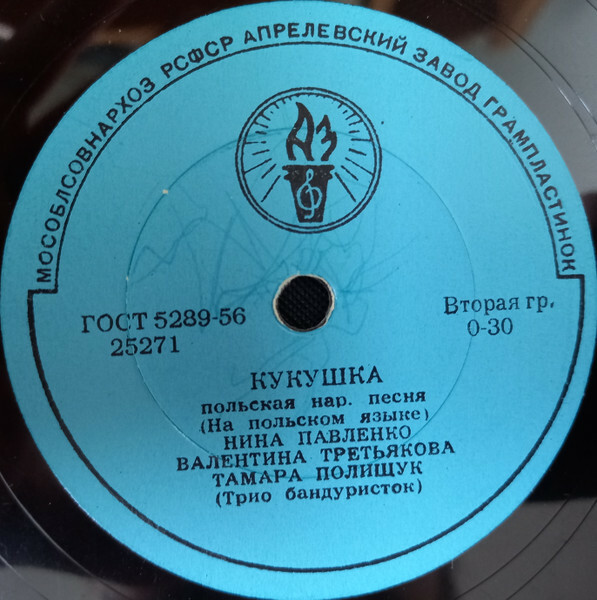 МОСОБЛСОВНАРХОЗ РСФСР АПРЕЛЕВСКИЙ ЗАВОД ГРАМПЛАСТИНОК
АЗ
ГОСТ 5289-56
25271
Вторая гр.
0-30
КУКУШКА
польская нар. песня
(На польском языке)
НИНА ПАВЛЕНКО
ВАЛЕНТИНА ТРЕТЬЯКОВА
ТАМАРА ПОЛИЩУК
(Трио бандуристок)